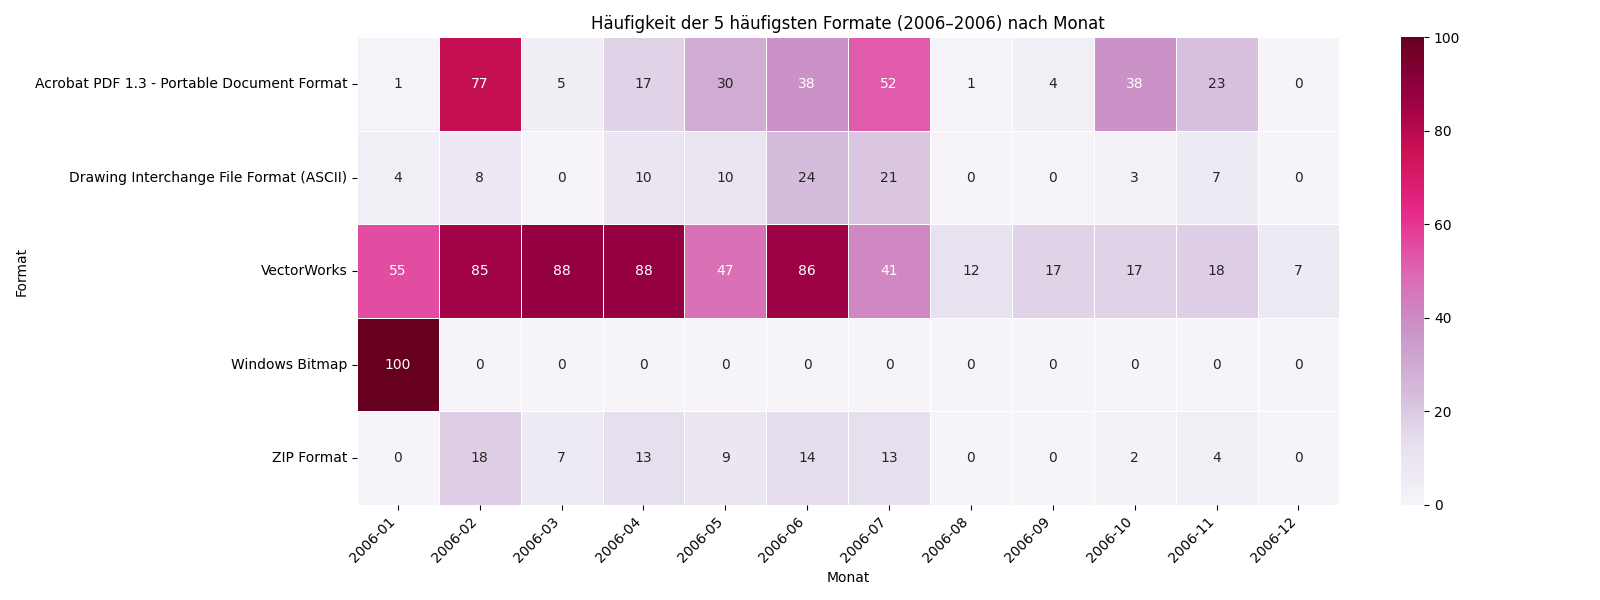 Häufigkeit der 5 häufigsten Formate (2006–2006) nach Monat
Acrobat PDF 1.3 - Portable Document Format 1 77 5 17 30 38 52 1 4 38 23 0
Drawing Interchange File Format (ASCII) 4 8 0 10 10 24 21 0 0 3 7 0
VectorWorks 55 85 88 88 47 86 41 12 17 17 18 7
Windows Bitmap 100 0 0 0 0 0 0 0 0 0 0 0
ZIP Format 0 18 7 13 9 14 13 0 0 2 4 0
Format
2006-01 2006-02 2006-03 2006-04 2006-05 2006-06 2006-07 2006-08 2006-09 2006-10 2006-11 2006-12
Monat
100
80
60
40
20
0